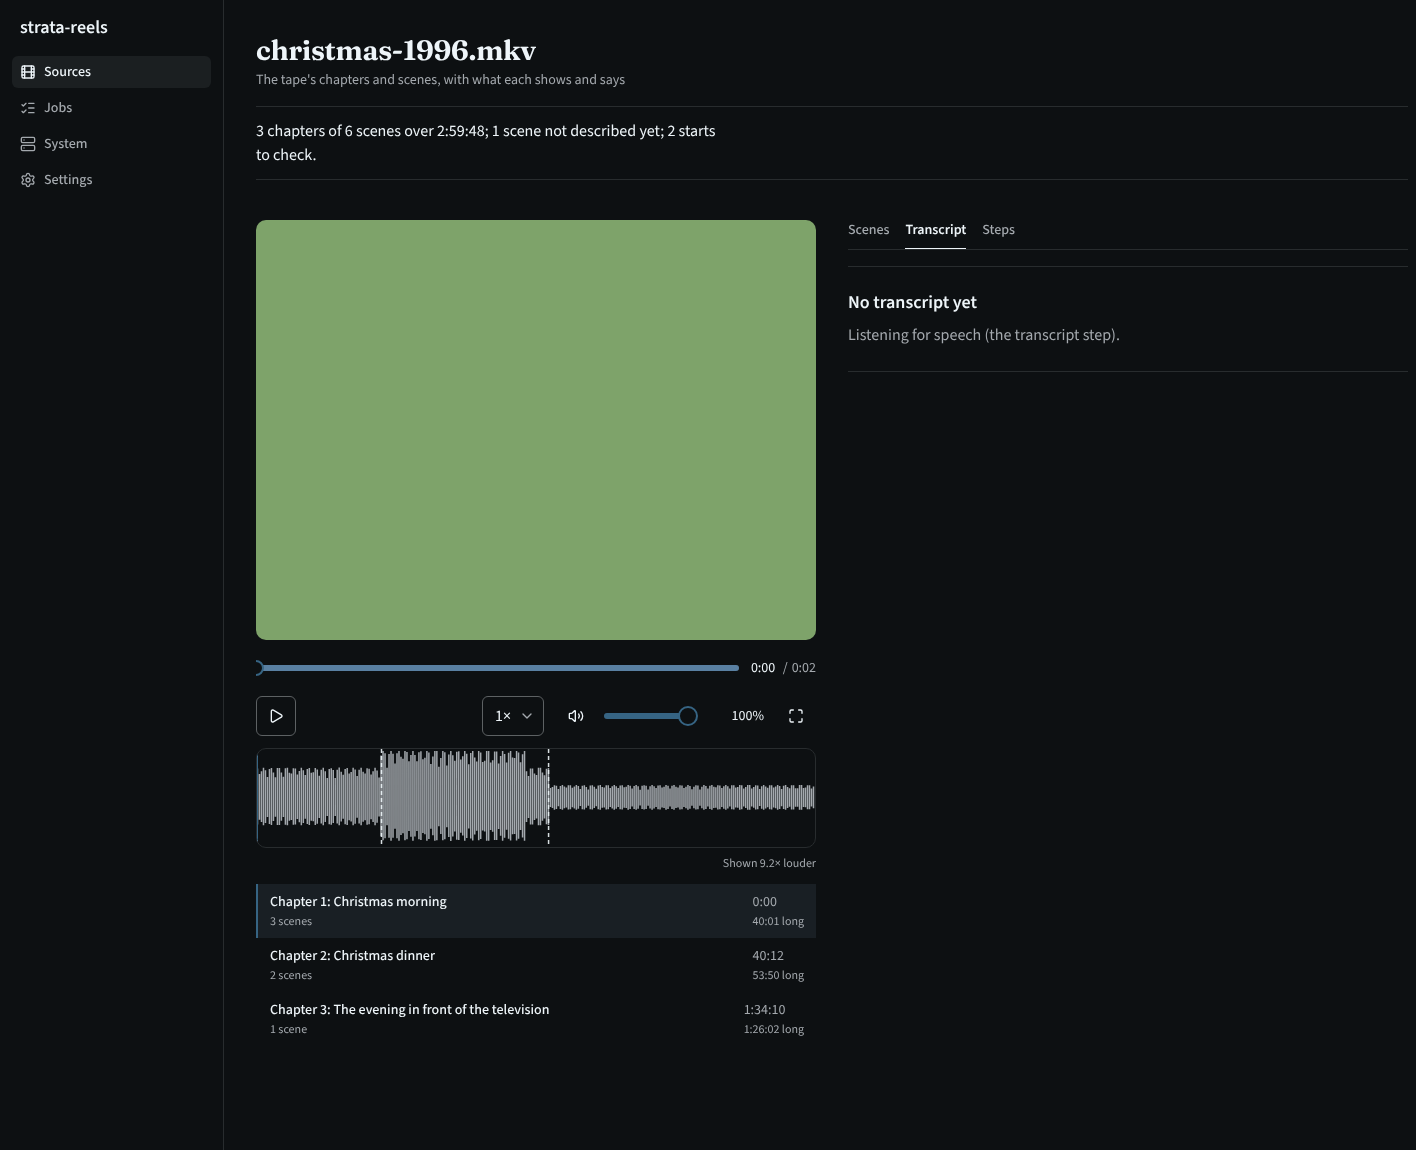 strata-reels
Sources
Jobs
System
Settings
christmas-1996.mkv
The tape's chapters and scenes, with what each shows and says
3 chapters of 6 scenes over 2:59:48; 1 scene not described yet; 2 starts
to check.
0:00 / 0:02
1× 100%
Shown 9.2× louder
Chapter 1: Christmas morning 0:00
3 scenes 40:01 long
Chapter 2: Christmas dinner 40:12
2 scenes 53:50 long
Chapter 3: The evening in front of the television 1:34:10
1 scene 1:26:02 long
Scenes Transcript Steps
No transcript yet
Listening for speech (the transcript step).